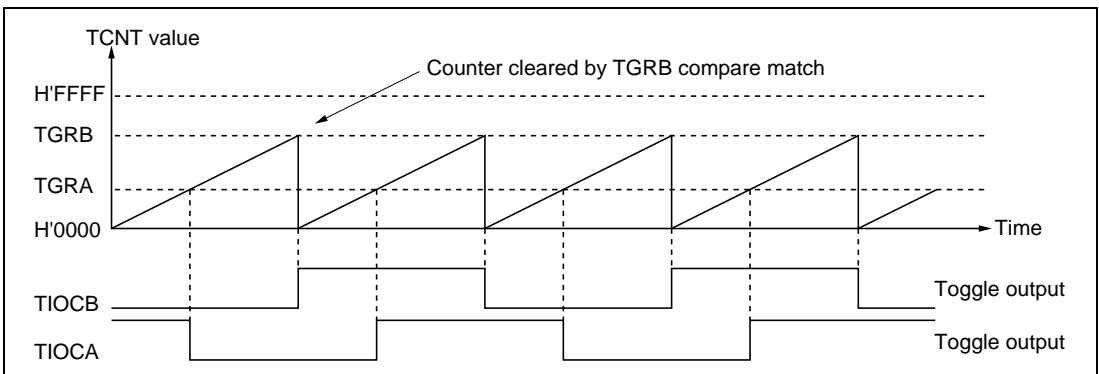 TCNT value
Counter cleared by TGRB compare match
H'FFFF
TGRB
TGRA
H'0000
Time
TIOCB
Toggle output
TIOCA
Toggle output